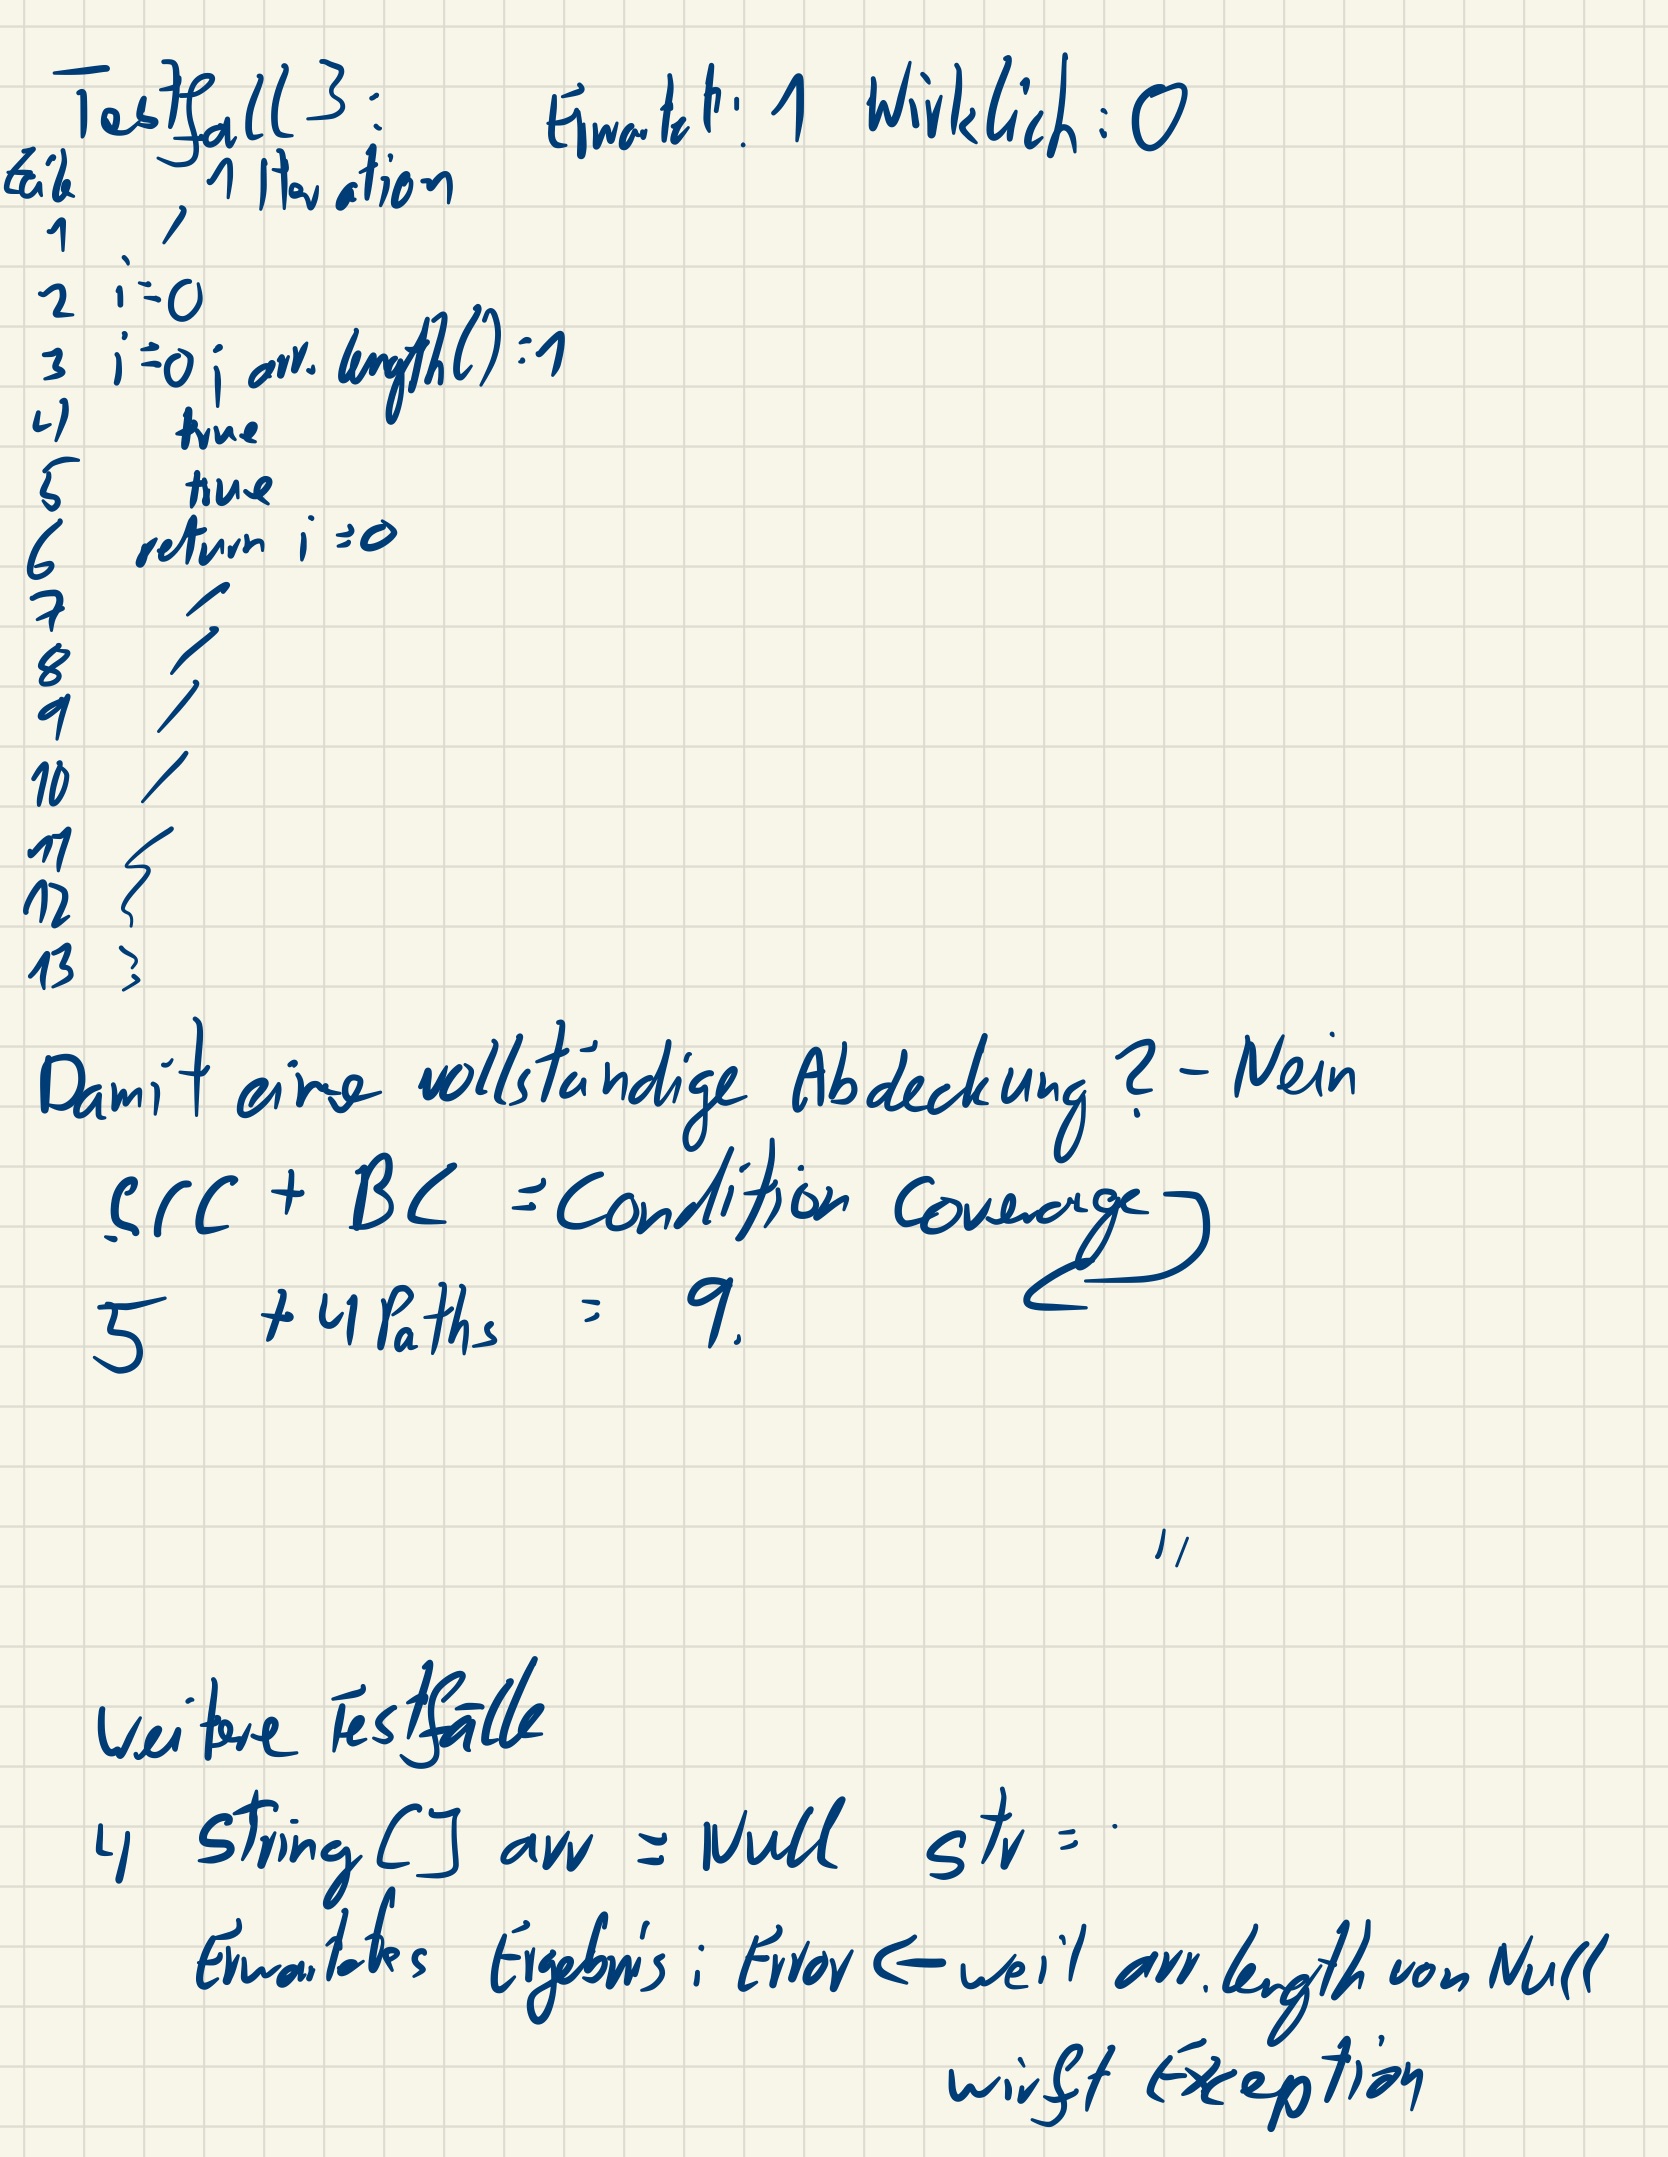 Testfall 3: Erwartet: 1 Wirklich: 0
Zeile 1 Iteration
1 /
2 i=0
3 i=0; arr.length()=1
4 true
5 true
6 return i=0
7 /
8 /
9 /
10 /
11
12
13
Damit eine vollständige Abdeckung? - Nein
SCC + BC = Condition Coverage
5 + 4 Paths = 9.
Weitere Testfälle
4 String[] arr = Null str =
Erwartetes Ergebnis: Error ← weil arr.length von Null
wirft Exception